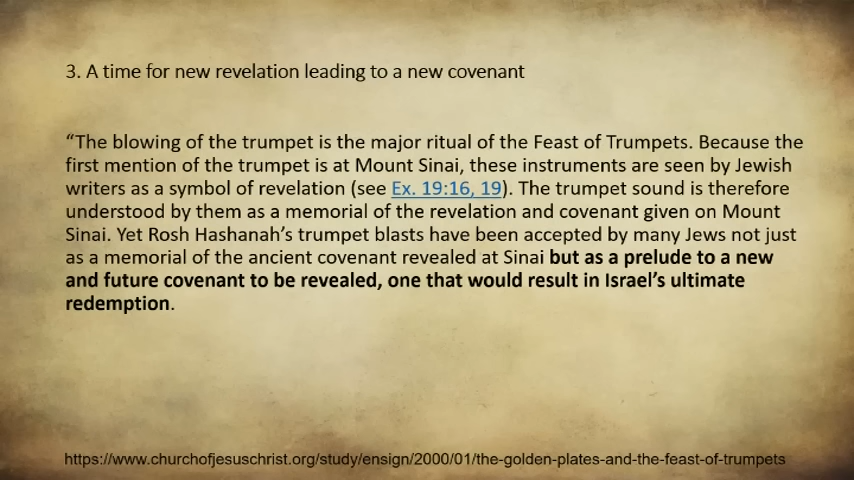 3. A time for new revelation leading to a new covenant
“The blowing of the trumpet is the major ritual of the Feast of Trumpets. Because the
first mention of the trumpet is at Mount Sinai, these instruments are seen by Jewish
writers as a symbol of revelation (see Ex. 19:16, 19). The trumpet sound is therefore
understood by them as a memorial of the revelation and covenant given on Mount
Sinai. Yet Rosh Hashanah’s trumpet blasts have been accepted by many Jews not just
as a memorial of the ancient covenant revealed at Sinai but as a prelude to a new
and future covenant to be revealed, one that would result in Israel’s ultimate
redemption.
https://www.churchofjesuschrist.org/study/ensign/2000/01/the-golden-plates-and-the-feast-of-trumpets